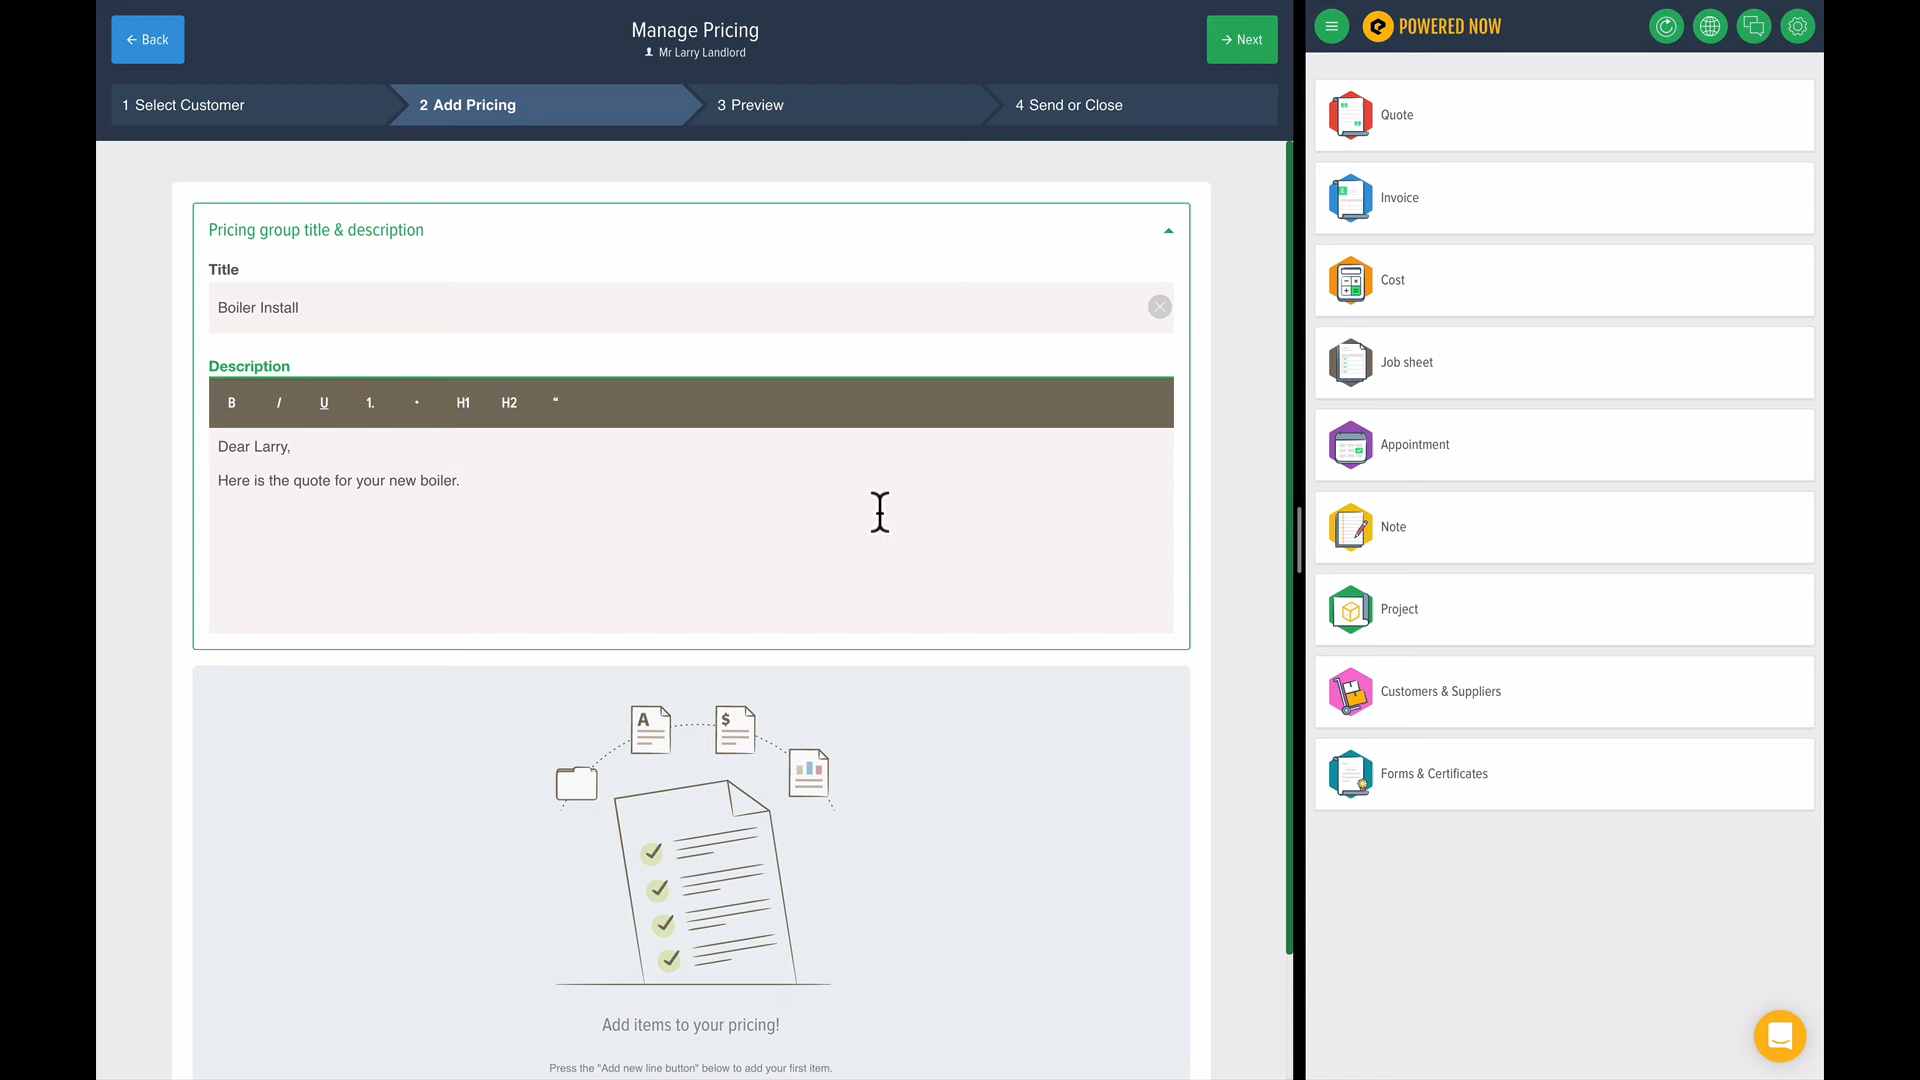 Back
Manage Pricing
Mr Larry Landlord
Next
1 Select Customer
2 Add Pricing
3 Preview
4 Send or Close
Pricing group title & description
Title
Boiler Install
Description
B I U 1. • H1 H2 “
Dear Larry,
Here is the quote for your new boiler.
A
$
Add items to your pricing!
Press the "Add new line button" below to add your first item.
POWERED NOW
Quote
Invoice
Cost
Job sheet
Appointment
Note
Project
Customers & Suppliers
Forms & Certificates